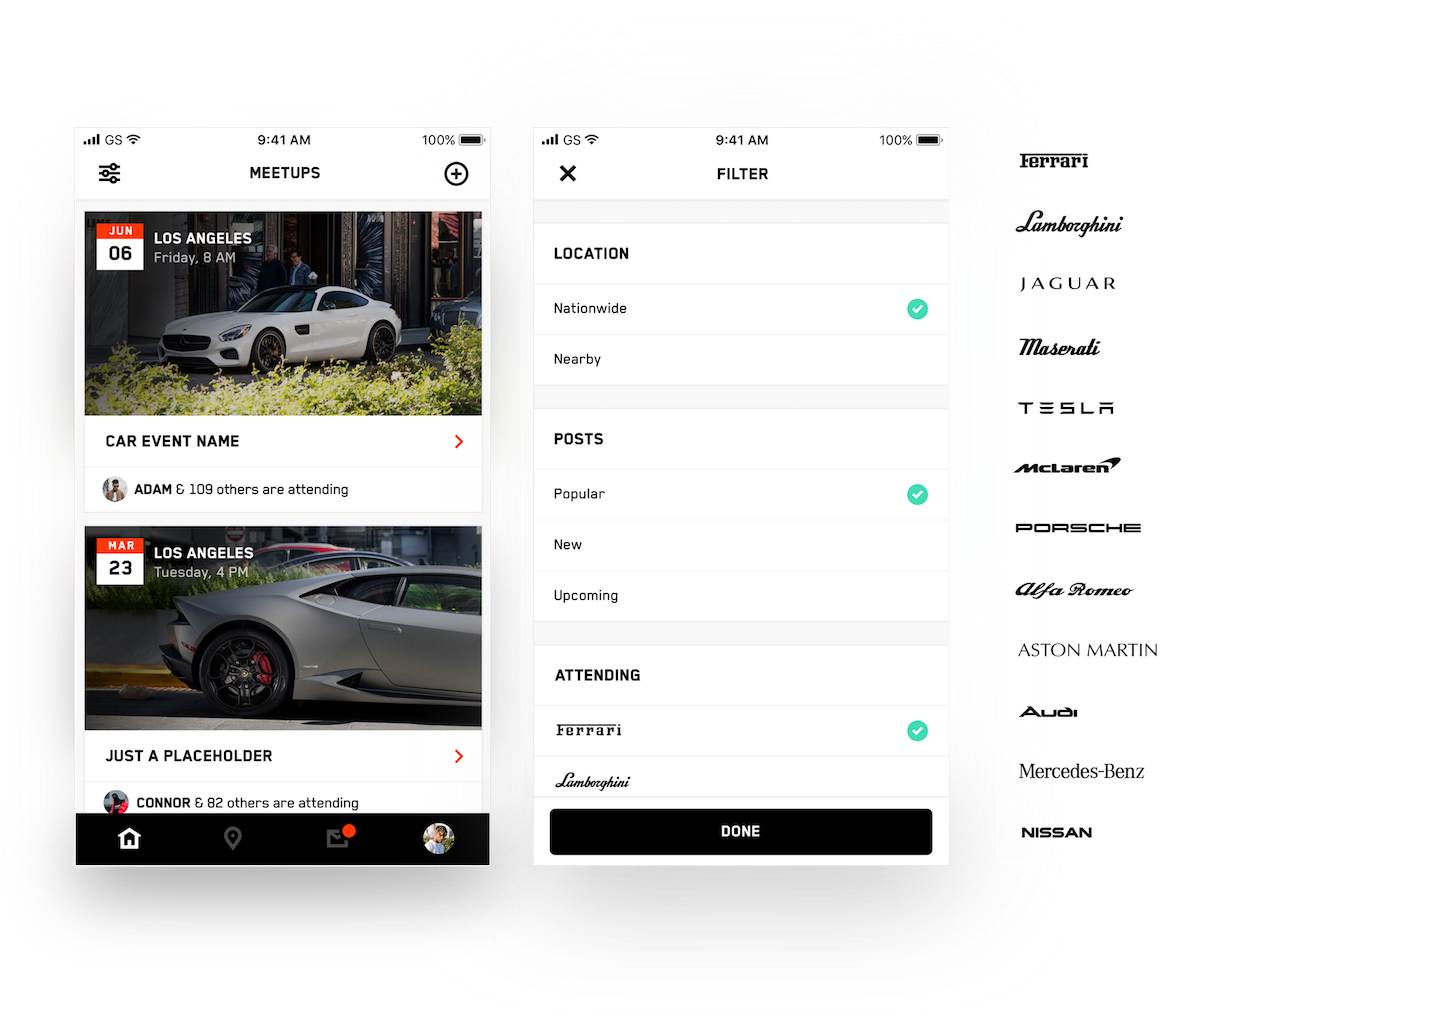 GS 9:41 AM 100%
MEETUPS
JUN
06
LOS ANGELES
Friday, 8 AM
CAR EVENT NAME
ADAM & 109 others are attending
MAR
23
LOS ANGELES
Tuesday, 4 PM
JUST A PLACEHOLDER
CONNOR & 82 others are attending
GS 9:41 AM 100%
FILTER
LOCATION
Nationwide
Nearby
POSTS
Popular
New
Upcoming
ATTENDING
Ferrari
Lamborghini
DONE
Ferrari
Lamborghini
JAGUAR
Maserati
TESLA
McLaren
PORSCHE
Alfa Romeo
ASTON MARTIN
Audi
Mercedes-Benz
NISSAN